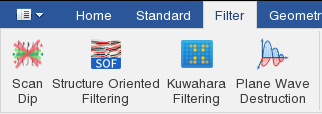 Home Standard Filter Geometr
SOF
Scan Structure Oriented Kuwahara Plane Wave
Dip Filtering Filtering Destruction